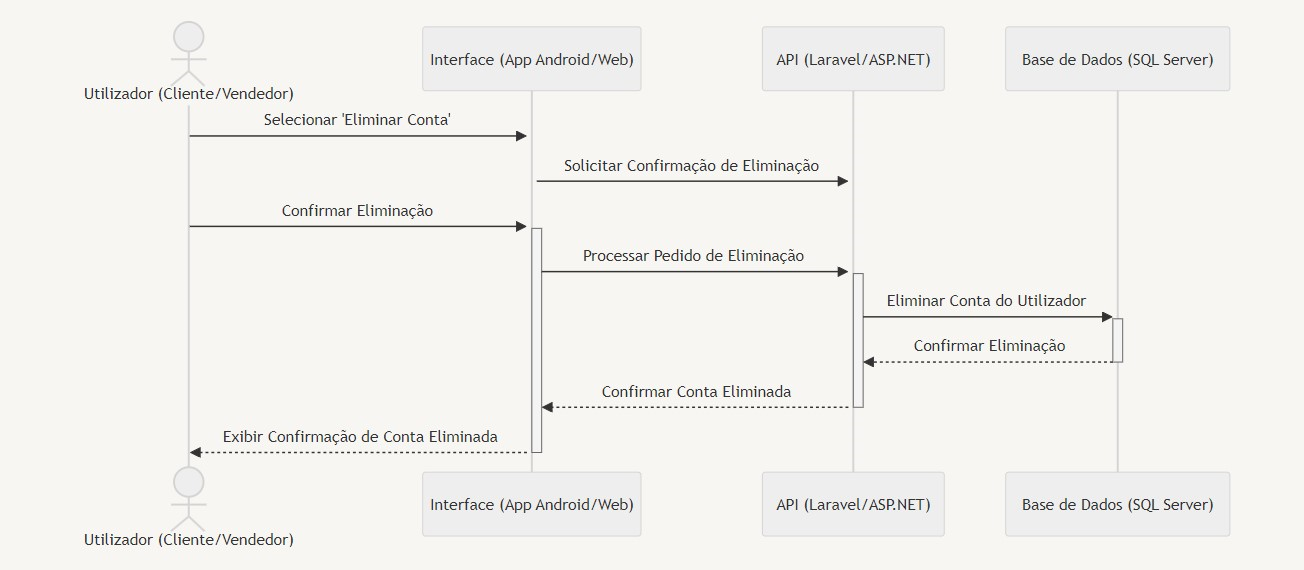 Utilizador (Cliente/Vendedor)
Interface (App Android/Web)
API (Laravel/ASP.NET)
Base de Dados (SQL Server)
Selecionar 'Eliminar Conta'
Solicitar Confirmação de Eliminação
Confirmar Eliminação
Processar Pedido de Eliminação
Eliminar Conta do Utilizador
Confirmar Eliminação
Confirmar Conta Eliminada
Exibir Confirmação de Conta Eliminada
Utilizador (Cliente/Vendedor)
Interface (App Android/Web)
API (Laravel/ASP.NET)
Base de Dados (SQL Server)